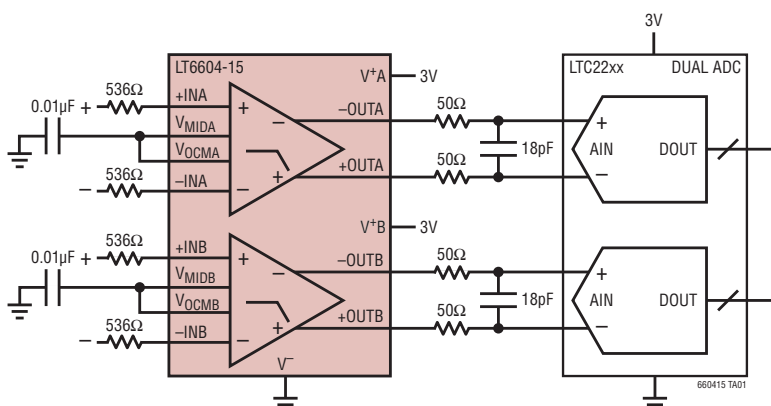 3V
LT6604-15
LTC22xx DUAL ADC
536Ω
V+A 3V
0.01µF + +INA + − −OUTA 50Ω +
VMIDA
VOCMA
18pF
AIN DOUT
536Ω
+ +OUTA 50Ω −
− −INA −
V+B 3V
536Ω
0.01µF + +INB + − −OUTB 50Ω +
VMIDB
VOCMB
18pF
AIN DOUT
536Ω
+ +OUTB 50Ω −
− −INB −
V−
660415 TA01